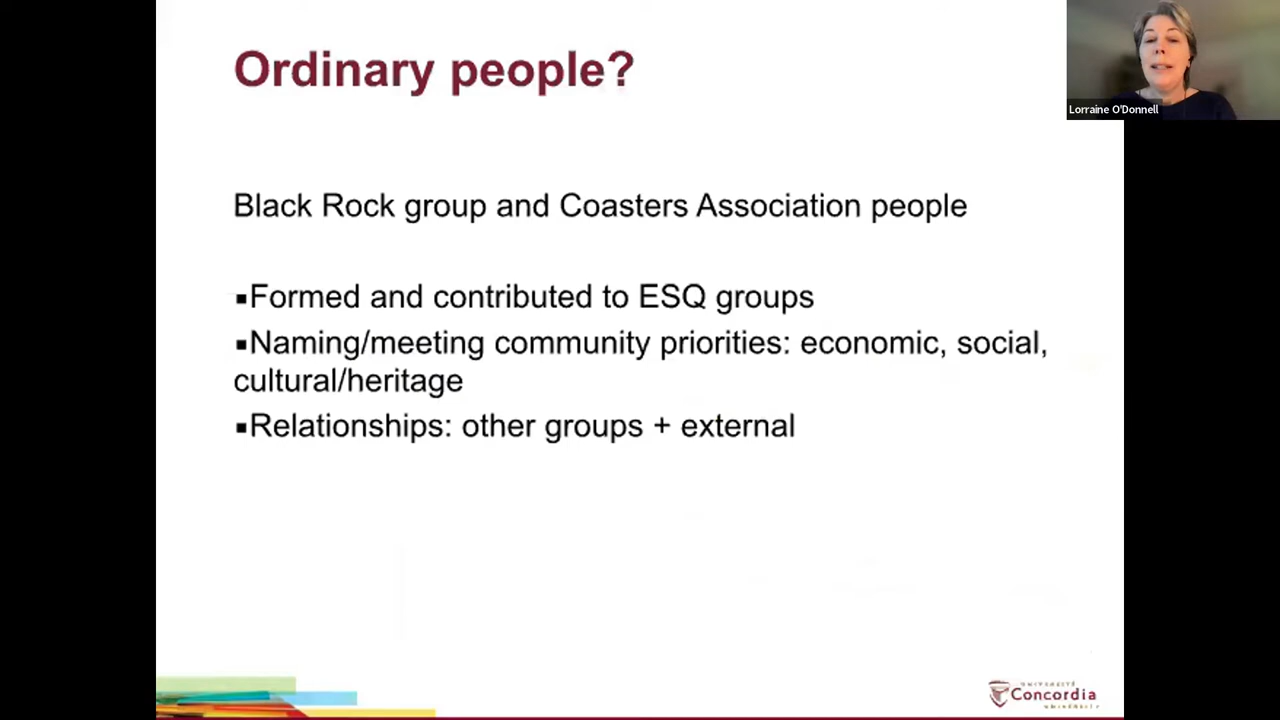 Ordinary people?
Lorraine O'Donnell
Black Rock group and Coasters Association people
▪Formed and contributed to ESQ groups
▪Naming/meeting community priorities: economic, social,
cultural/heritage
▪Relationships: other groups + external
Concordia